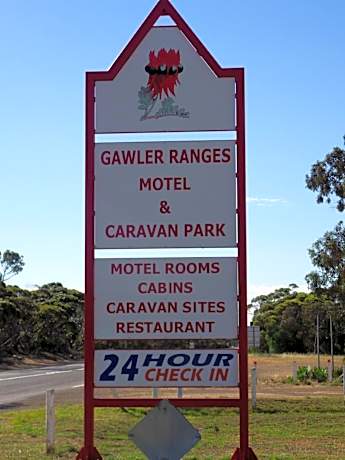 GAWLER RANGES
MOTEL
&
CARAVAN PARK
MOTEL ROOMS
CABINS
CARAVAN SITES
RESTAURANT
24 HOUR
CHECK IN